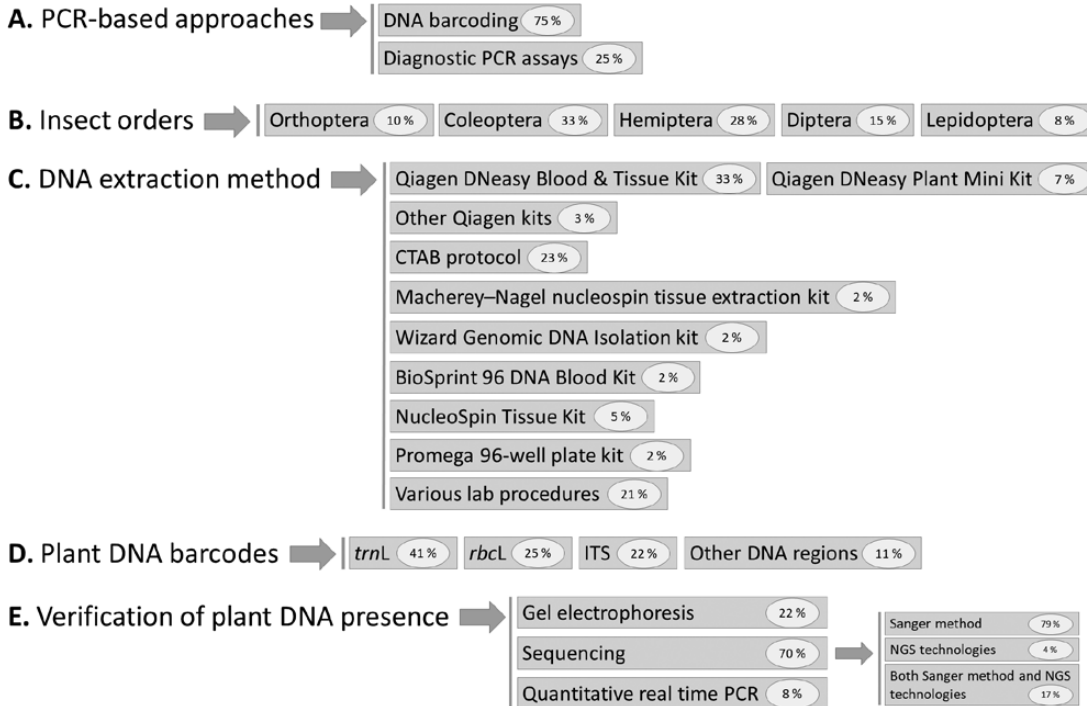 A. PCR-based approaches
DNA barcoding 75 %
Diagnostic PCR assays 25 %
B. Insect orders
Orthoptera 10 % Coleoptera 33 % Hemiptera 28 % Diptera 15 % Lepidoptera 8 %
C. DNA extraction method
Qiagen DNeasy Blood & Tissue Kit 33 % Qiagen DNeasy Plant Mini Kit 7 %
Other Qiagen kits 3 %
CTAB protocol 23 %
Macherey–Nagel nucleospin tissue extraction kit 2 %
Wizard Genomic DNA Isolation kit 2 %
BioSprint 96 DNA Blood Kit 2 %
NucleoSpin Tissue Kit 5 %
Promega 96-well plate kit 2 %
Various lab procedures 21 %
D. Plant DNA barcodes
trnL 41 % rbcL 25 % ITS 22 % Other DNA regions 11 %
E. Verification of plant DNA presence
Gel electrophoresis 22 %
Sequencing 70 %
Quantitative real time PCR 8 %
Sanger method 79 %
NGS technologies 4 %
Both Sanger method and NGS
technologies 17 %